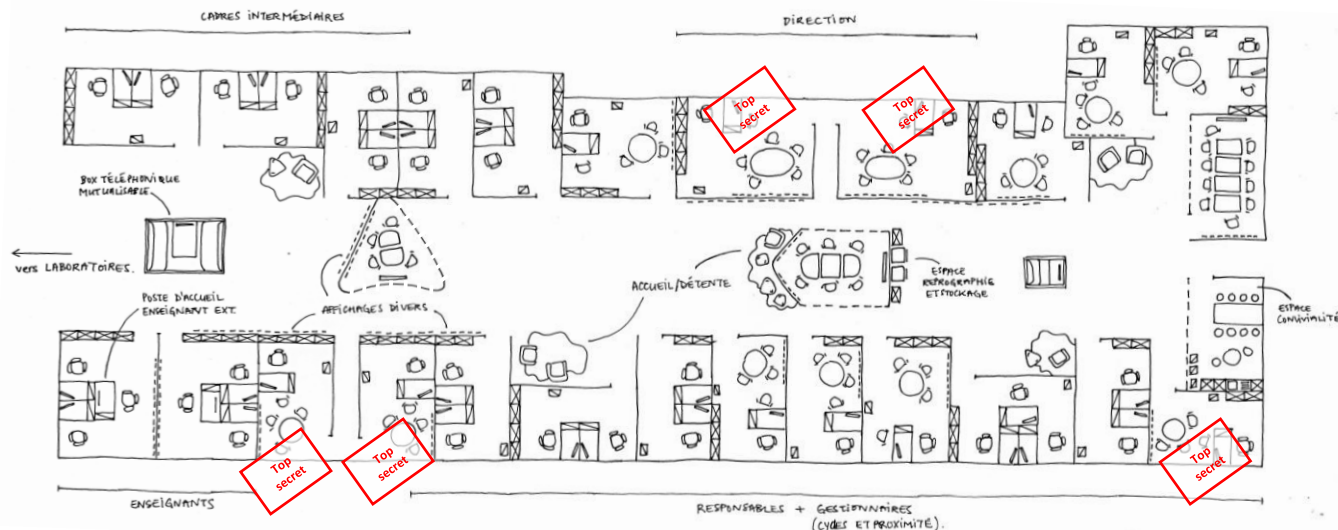 CADRES INTERMÉDIAIRES
DIRECTION
Top
secret
Top
secret
BOX TÉLÉPHONIQUE
MUTUALISABLE
vers LABORATOIRES.
POSTE D'ACCUEIL
ENSEIGNANT EXT.
AFFICHAGES DIVERS
ACCUEIL/DÉTENTE
ESPACE
REPROGRAPHIE
ET STOCKAGE
ESPACE
CONVIVIALITÉ
Top
secret
Top
secret
Top
secret
ENSEIGNANTS
RESPONSABLES + GESTIONNAIRES
(CYCLES ET PROXIMITÉ).